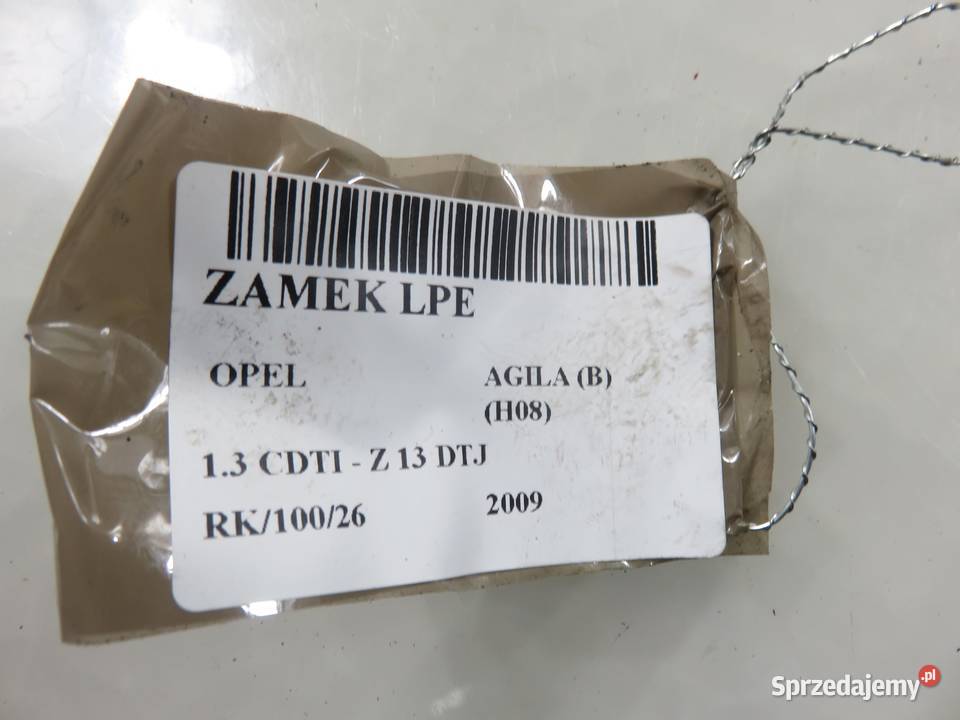 ZAMEK LPE
OPEL AGILA (B)
(H08)
1.3 CDTI - Z 13 DTJ
RK/100/26 2009
Sprzedajemy.pl